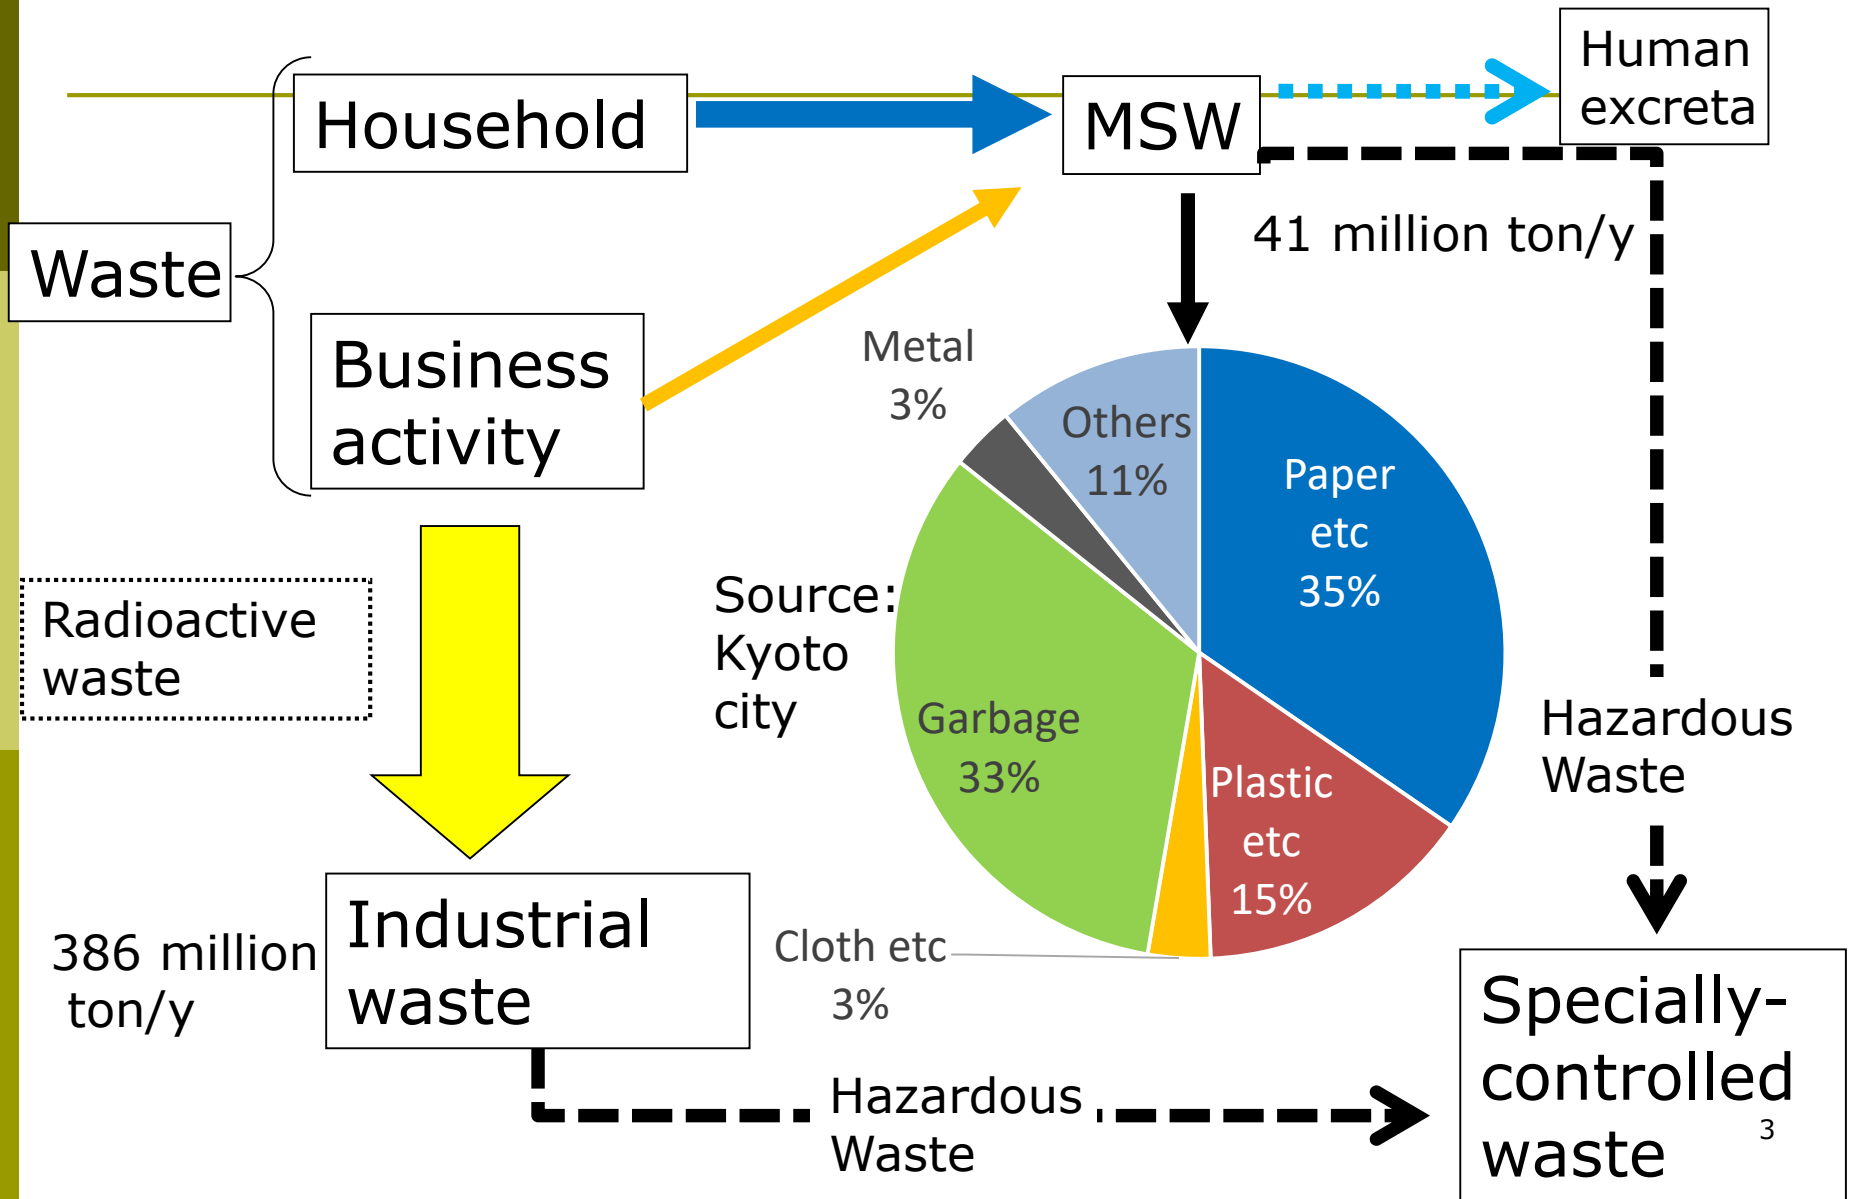 Human
excreta
Household
MSW
41 million ton/y
Waste
Business
activity
Metal
3%
Others
11%
Paper
etc
35%
Radioactive
waste
Source:
Kyoto
city
Garbage
33%
Plastic
etc
15%
Hazardous
Waste
Cloth etc
3%
386 million
ton/y
Industrial
waste
Hazardous
Waste
Specially-
controlled
waste
3